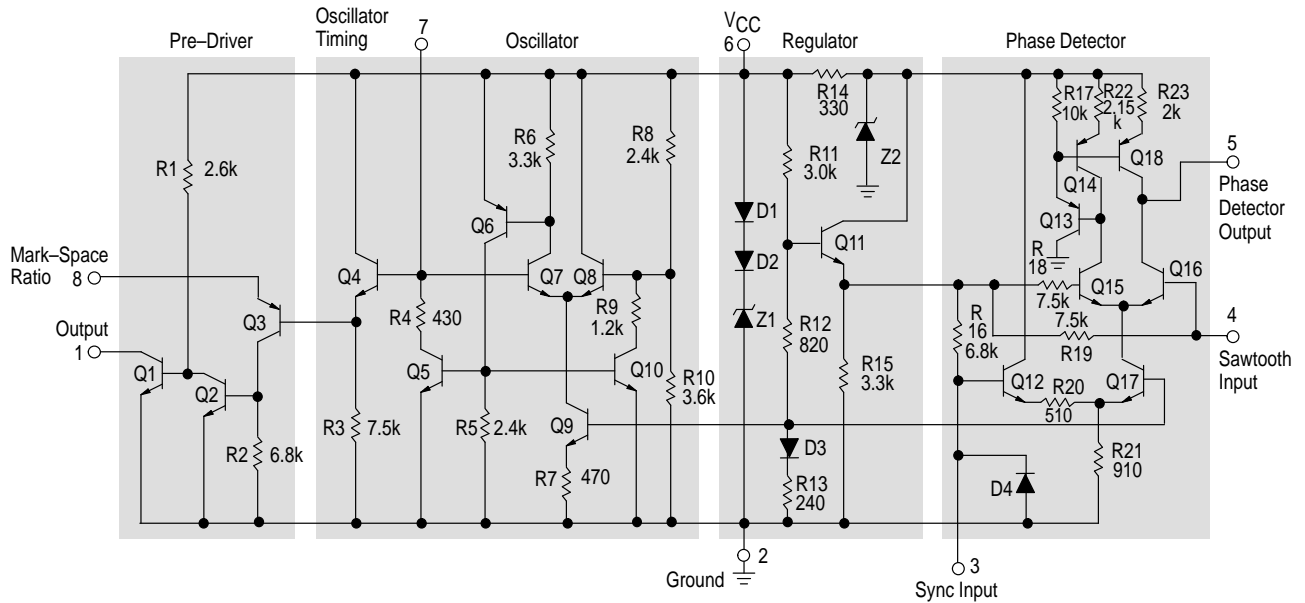 Pre–Driver
Oscillator
Timing
7
Oscillator
VCC
6
Regulator
Phase Detector
R1
2.6k
R6
3.3k
R8
2.4k
R14
330
R11
3.0k
Z2
R17
10k
R22
2.15
k
R23
2k
Q14
Q18
5
Phase
Detector
Output
Q13
R
18
Q6
D1
D2
Z1
Q11
Mark–Space
Ratio
8
Q3
Q4
Q7
Q8
R4
430
R9
1.2k
R12
820
R15
3.3k
R
16
6.8k
7.5k
7.5k
R19
Q15
Q16
4
Sawtooth
Input
Output
1
Q1
Q2
Q5
Q10
R10
3.6k
Q12
Q17
R20
510
R2
6.8k
R3
7.5k
R5
2.4k
Q9
R7
470
D3
R13
240
D4
R21
910
2
Ground
3
Sync Input